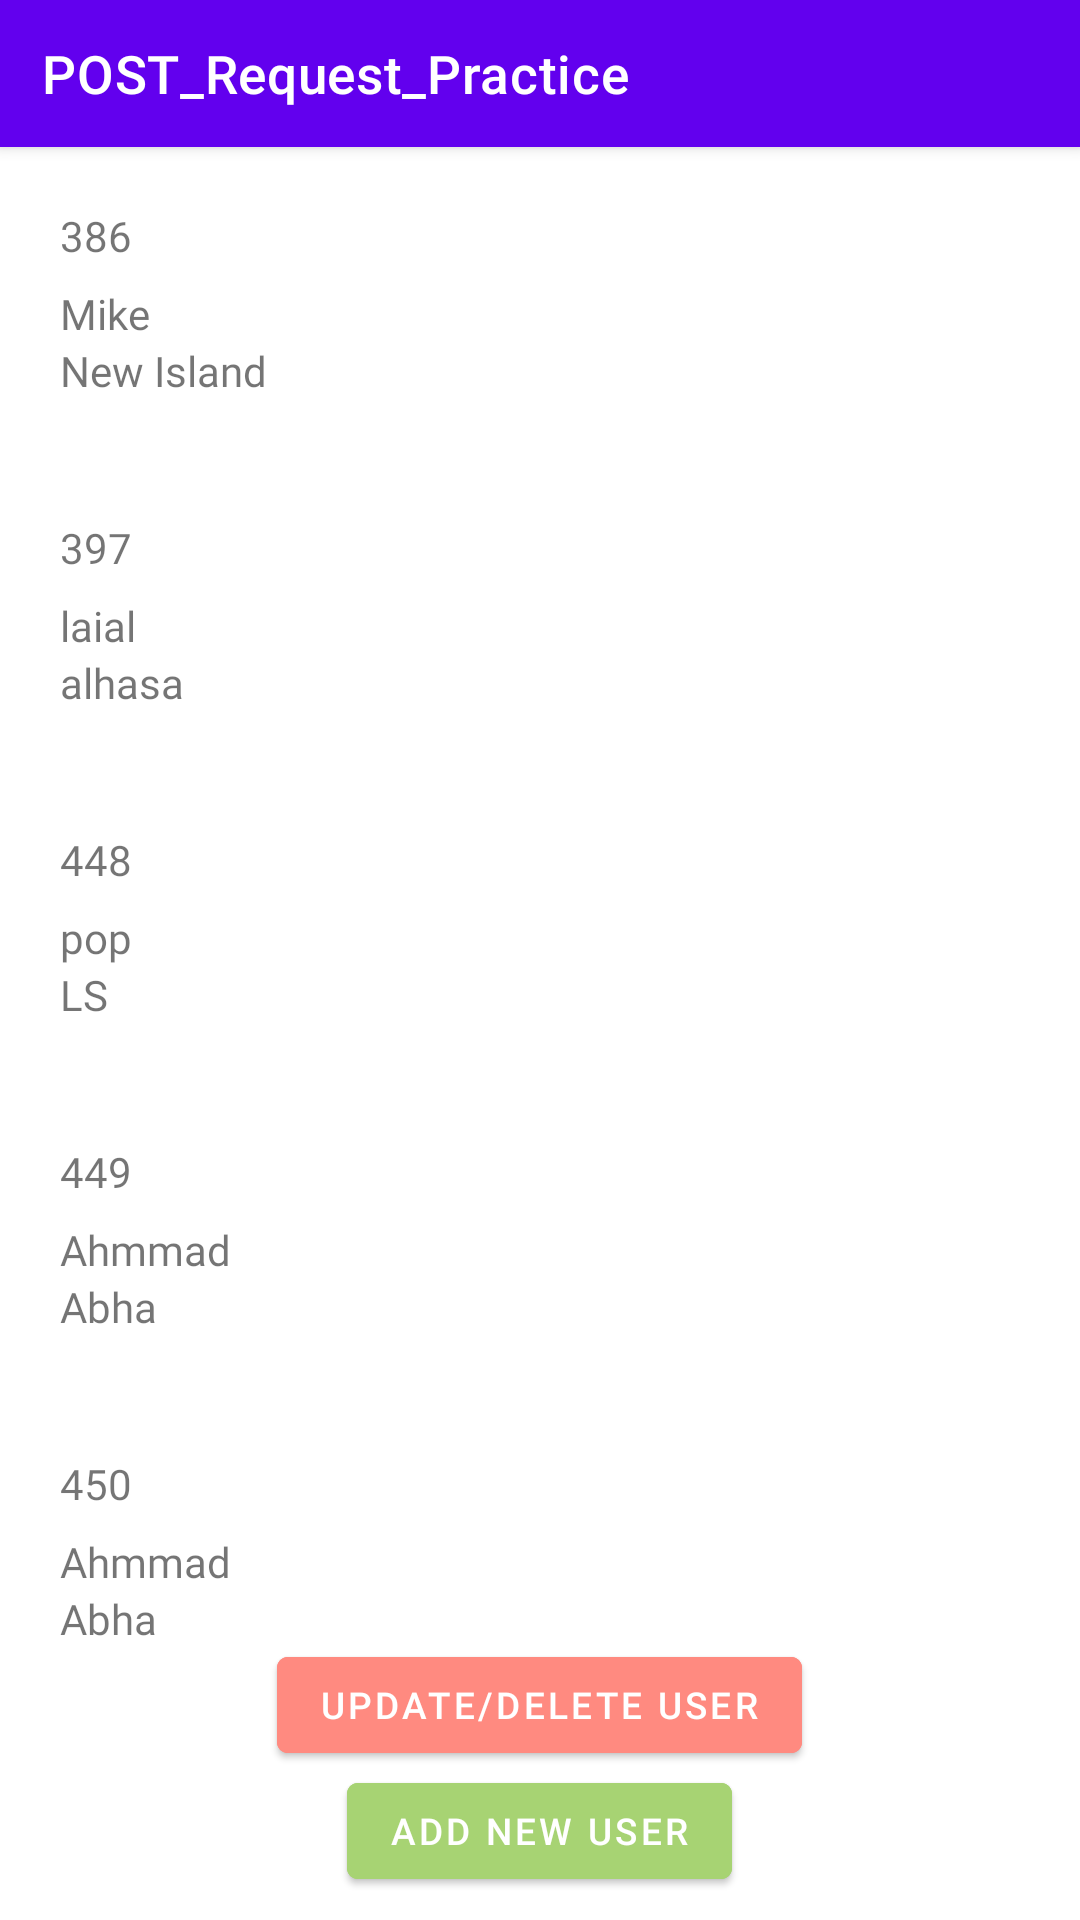 POST_Request_Practice
386
Mike
New Island
397
laial
alhasa
448
pop
LS
449
Ahmmad
Abha
450
Ahmmad
Abha
UPDATE/DELETE USER
ADD NEW USER